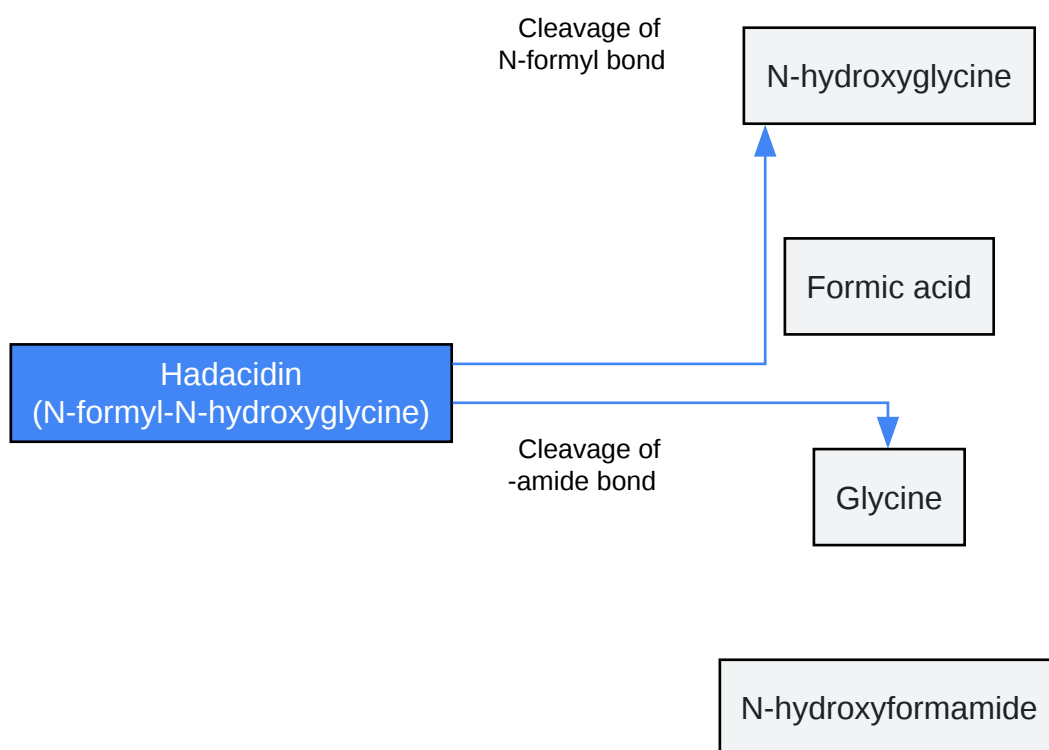 Cleavage of
N-formyl bond
N-hydroxyglycine
Formic acid
Hadacidin
(N-formyl-N-hydroxyglycine)
Cleavage of
-amide bond
Glycine
N-hydroxyformamide